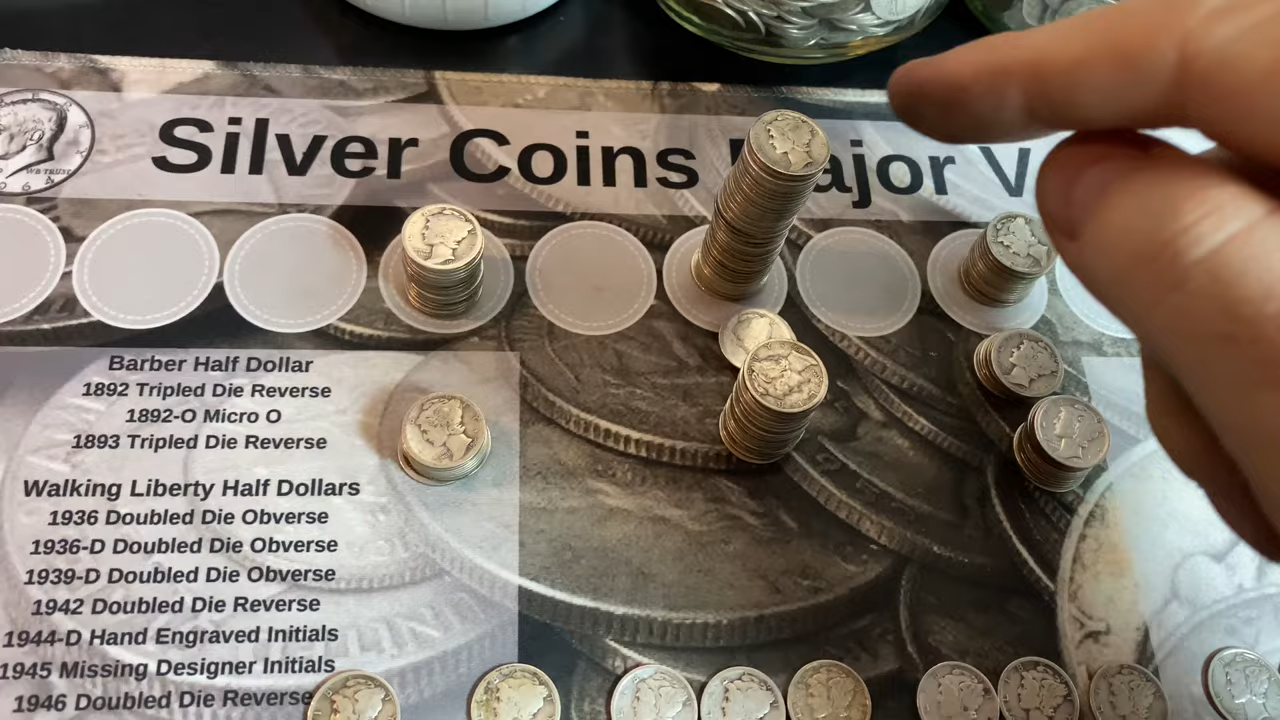 Silver Coins ajor V
WE TRUST
Barber Half Dollar
1892 Tripled Die Reverse
1892-O Micro O
1893 Tripled Die Reverse
Walking Liberty Half Dollars
1936 Doubled Die Obverse
1936-D Doubled Die Obverse
1939-D Doubled Die Obverse
1942 Doubled Die Reverse
1944-D Hand Engraved Initials
1945 Missing Designer Initials
1946 Doubled Die Reverse